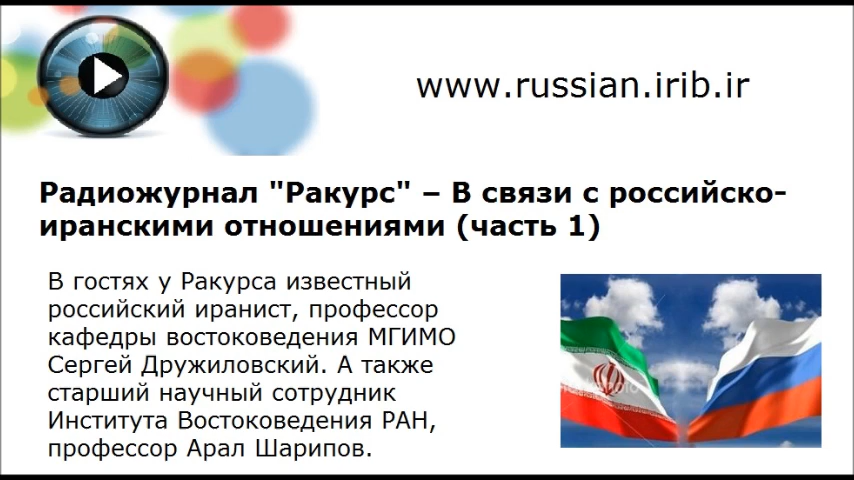 www.russian.irib.ir
Радиожурнал "Ракурс" – В связи с российско-
иранскими отношениями (часть 1)
В гостях у Ракурса известный
российский иранист, профессор
кафедры востоковедения МГИМО
Сергей Дружиловский. А также
старший научный сотрудник
Института Востоковедения РАН,
профессор Арал Шарипов.